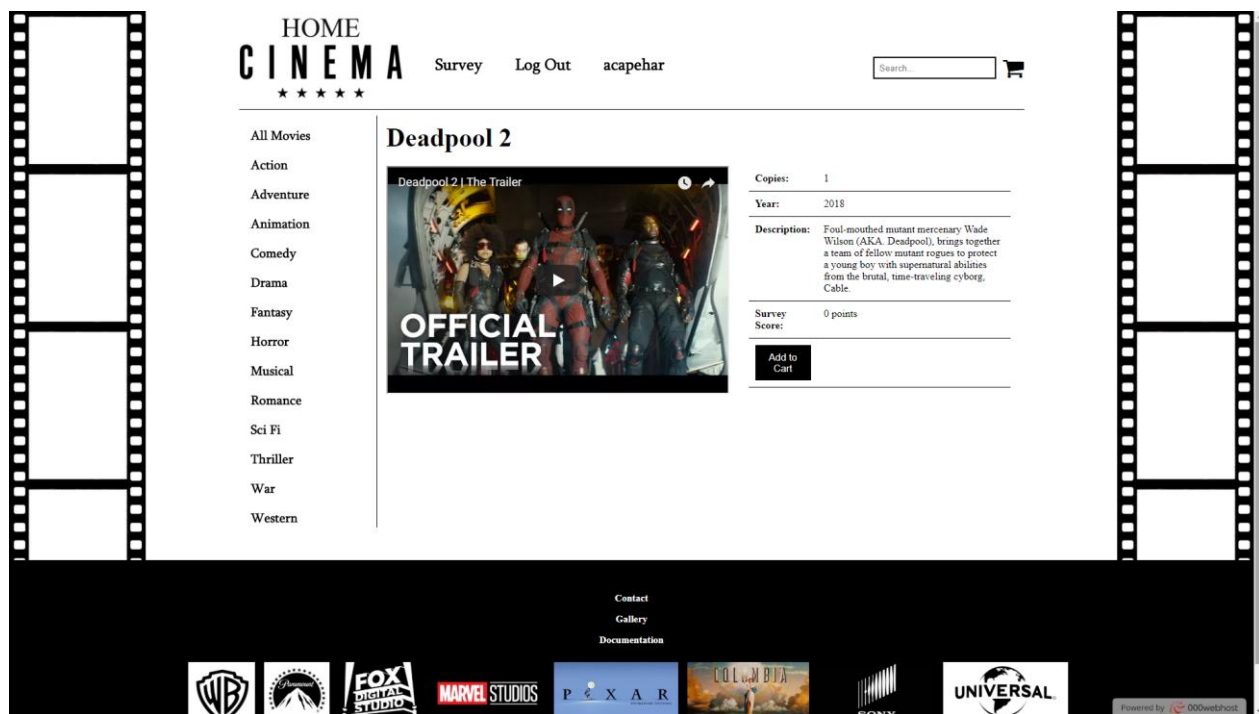 HOME
CINEMA
Survey Log Out acapehar
Search...
All Movies
Action
Adventure
Animation
Comedy
Drama
Fantasy
Horror
Musical
Romance
Sci Fi
Thriller
War
Western
Deadpool 2
Deadpool 2 | The Trailer
OFFICIAL
TRAILER
Copies: 1
Year: 2018
Description: Foul-mouthed mutant mercenary Wade
Wilson (AKA. Deadpool), brings together
a team of fellow mutant rogues to protect
a young boy with supernatural abilities
from the brutal, time-traveling cyborg,
Cable.
Survey 0 points
Score:
Add to
Cart
Contact
Gallery
Documentation
WB
Paramount
FOX
DIGITAL
STUDIO
MARVEL STUDIOS
PIXAR
COLUMBIA
SONY
UNIVERSAL
Powered by 000webhost